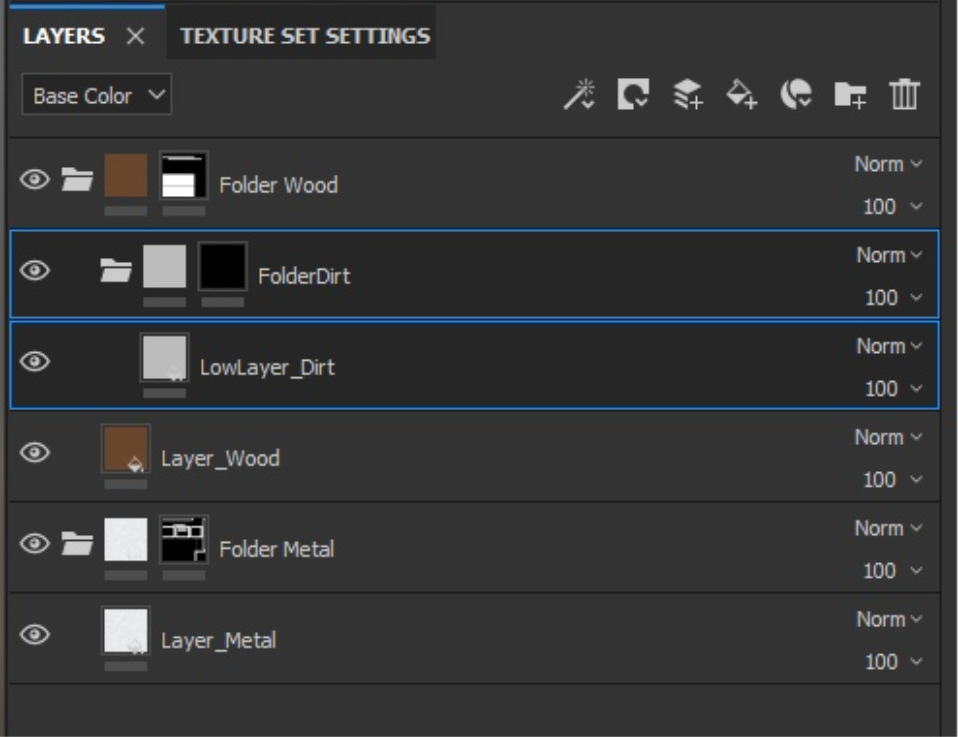 LAYERS × TEXTURE SET SETTINGS
Base Color
Folder Wood Norm
100
FolderDirt Norm
100
LowLayer_Dirt Norm
100
Layer_Wood Norm
100
Folder Metal Norm
100
Layer_Metal Norm
100